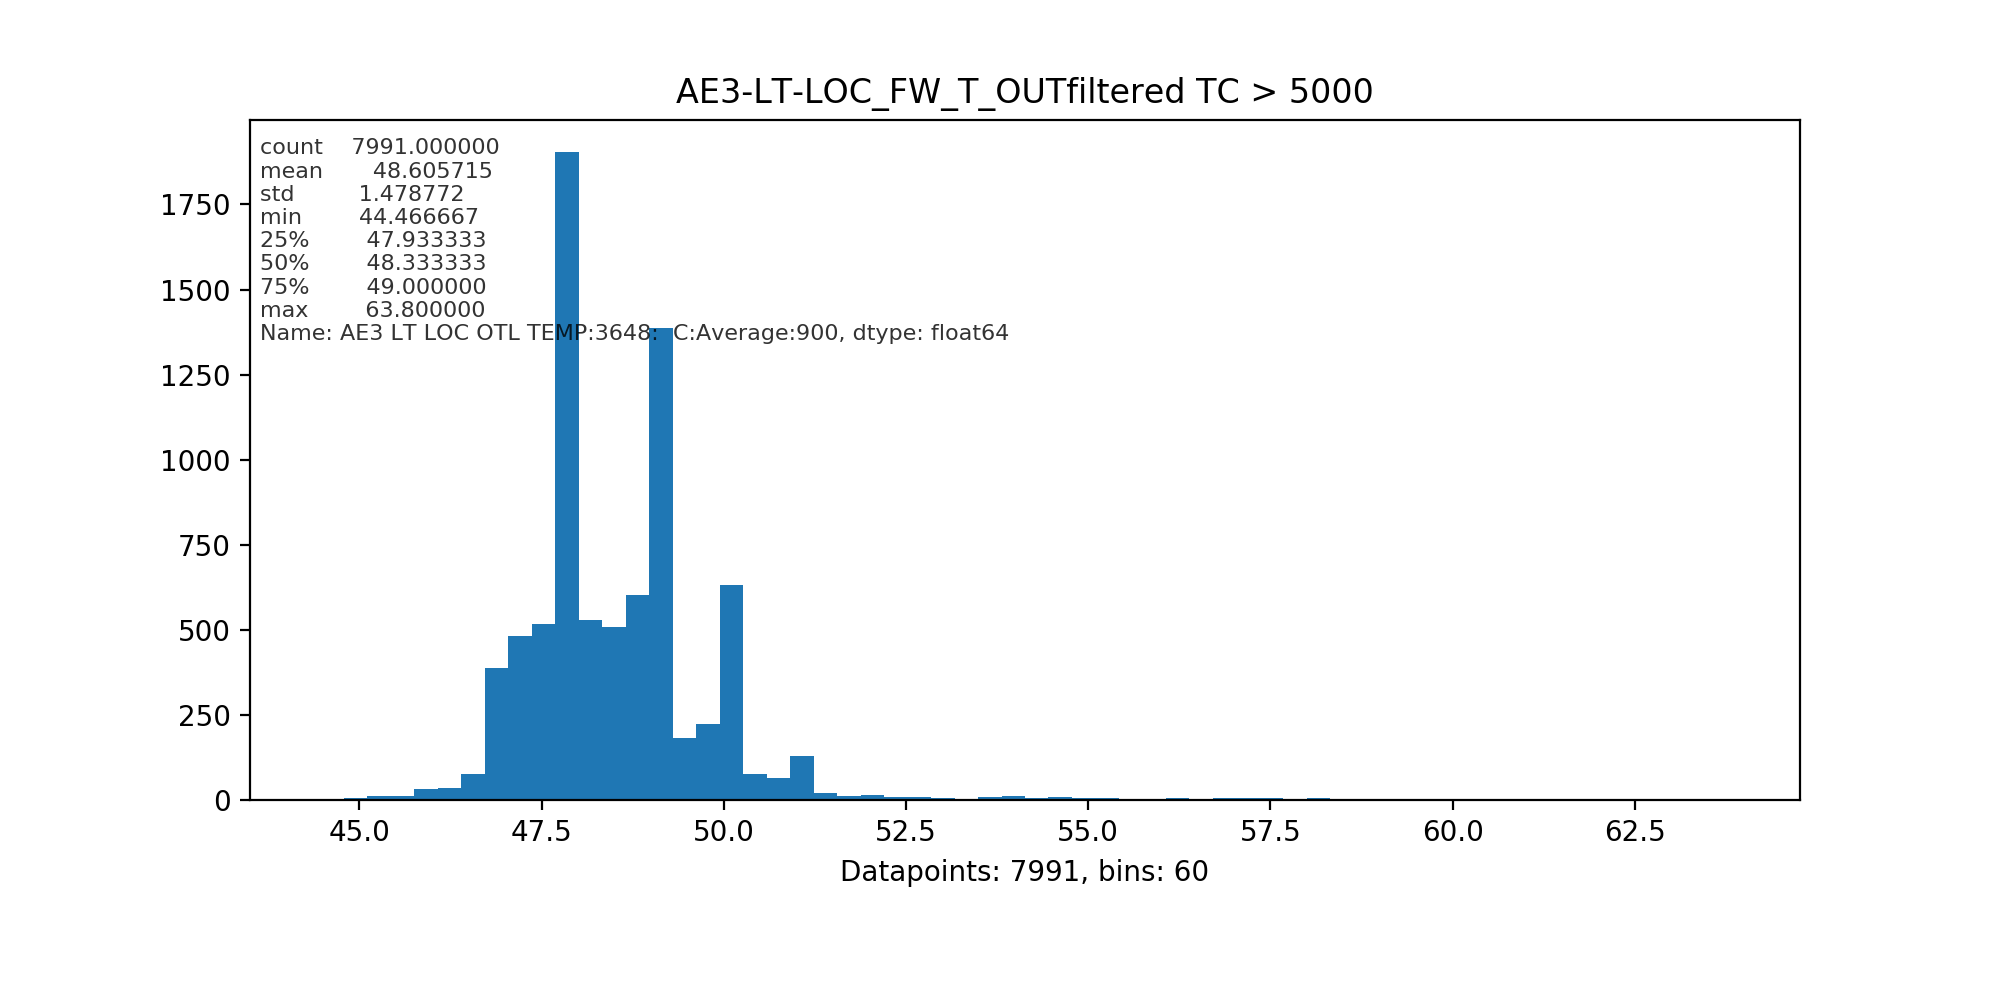 AE3-LT-LOC_FW_T_OUTfiltered TC > 5000
count 7991.000000
mean 48.605715
std 1.478772
min 44.466667
25% 47.933333
50% 48.333333
75% 49.000000
max 63.800000
Name: AE3 LT LOC OTL TEMP:3648: C:Average:900, dtype: float64
1750
1500
1250
1000
750
500
250
0
45.0 47.5 50.0 52.5 55.0 57.5 60.0 62.5
Datapoints: 7991, bins: 60